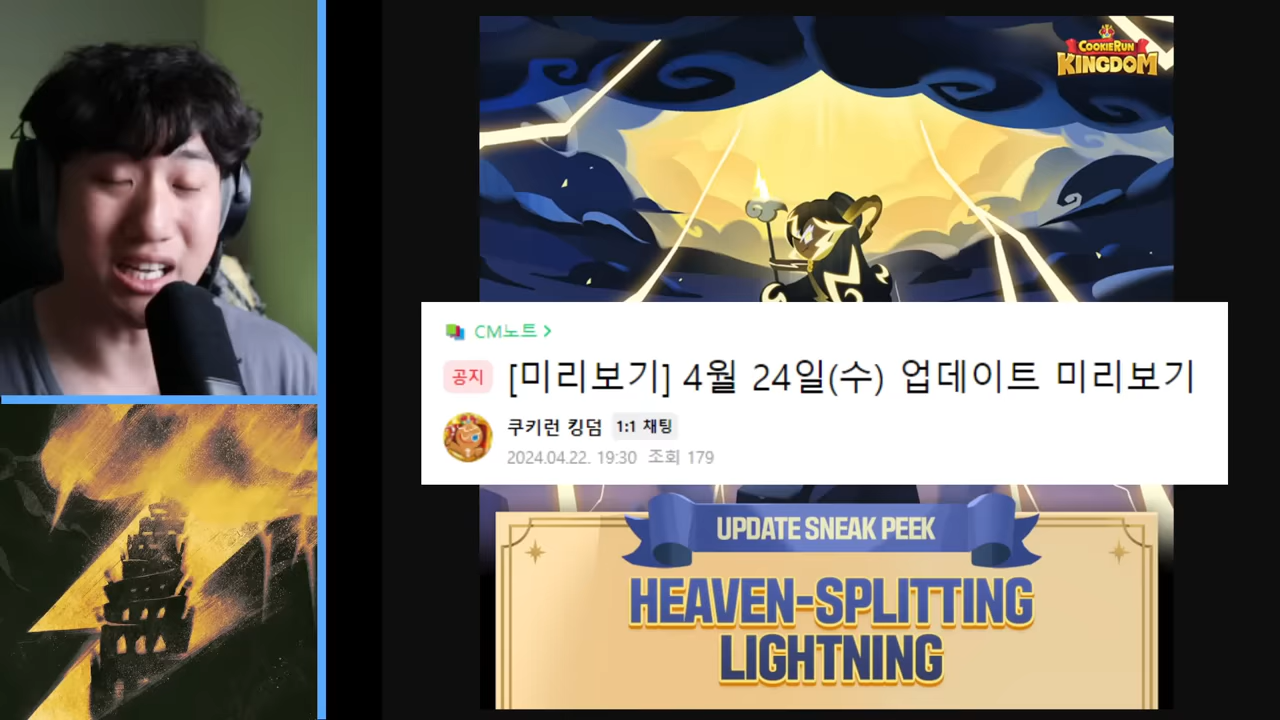 COOKIERUN
KINGDOM
CM노트 >
공지 [미리보기] 4월 24일(수) 업데이트 미리보기
쿠키런 킹덤 1:1 채팅
2024.04.22. 19:30 조회 179
UPDATE SNEAK PEEK
HEAVEN-SPLITTING
LIGHTNING